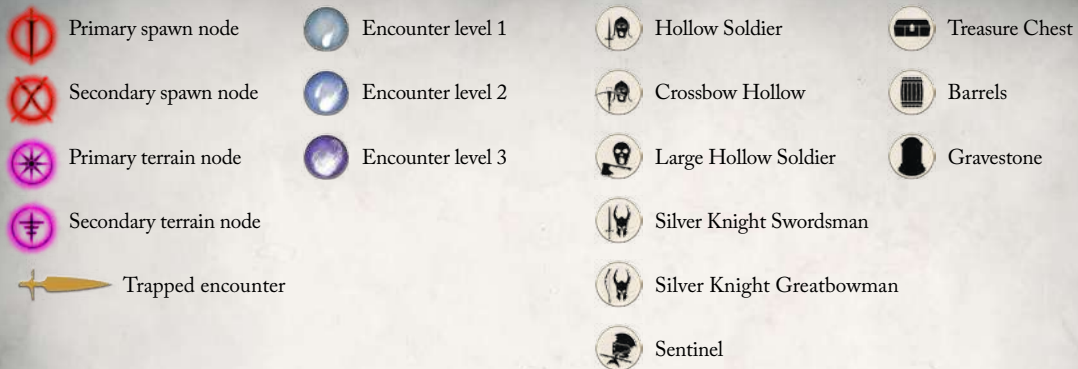 Primary spawn node
Secondary spawn node
Primary terrain node
Secondary terrain node
Trapped encounter
Encounter level 1
Encounter level 2
Encounter level 3
Hollow Soldier
Crossbow Hollow
Large Hollow Soldier
Silver Knight Swordsman
Silver Knight Greatbowman
Sentinel
Treasure Chest
Barrels
Gravestone